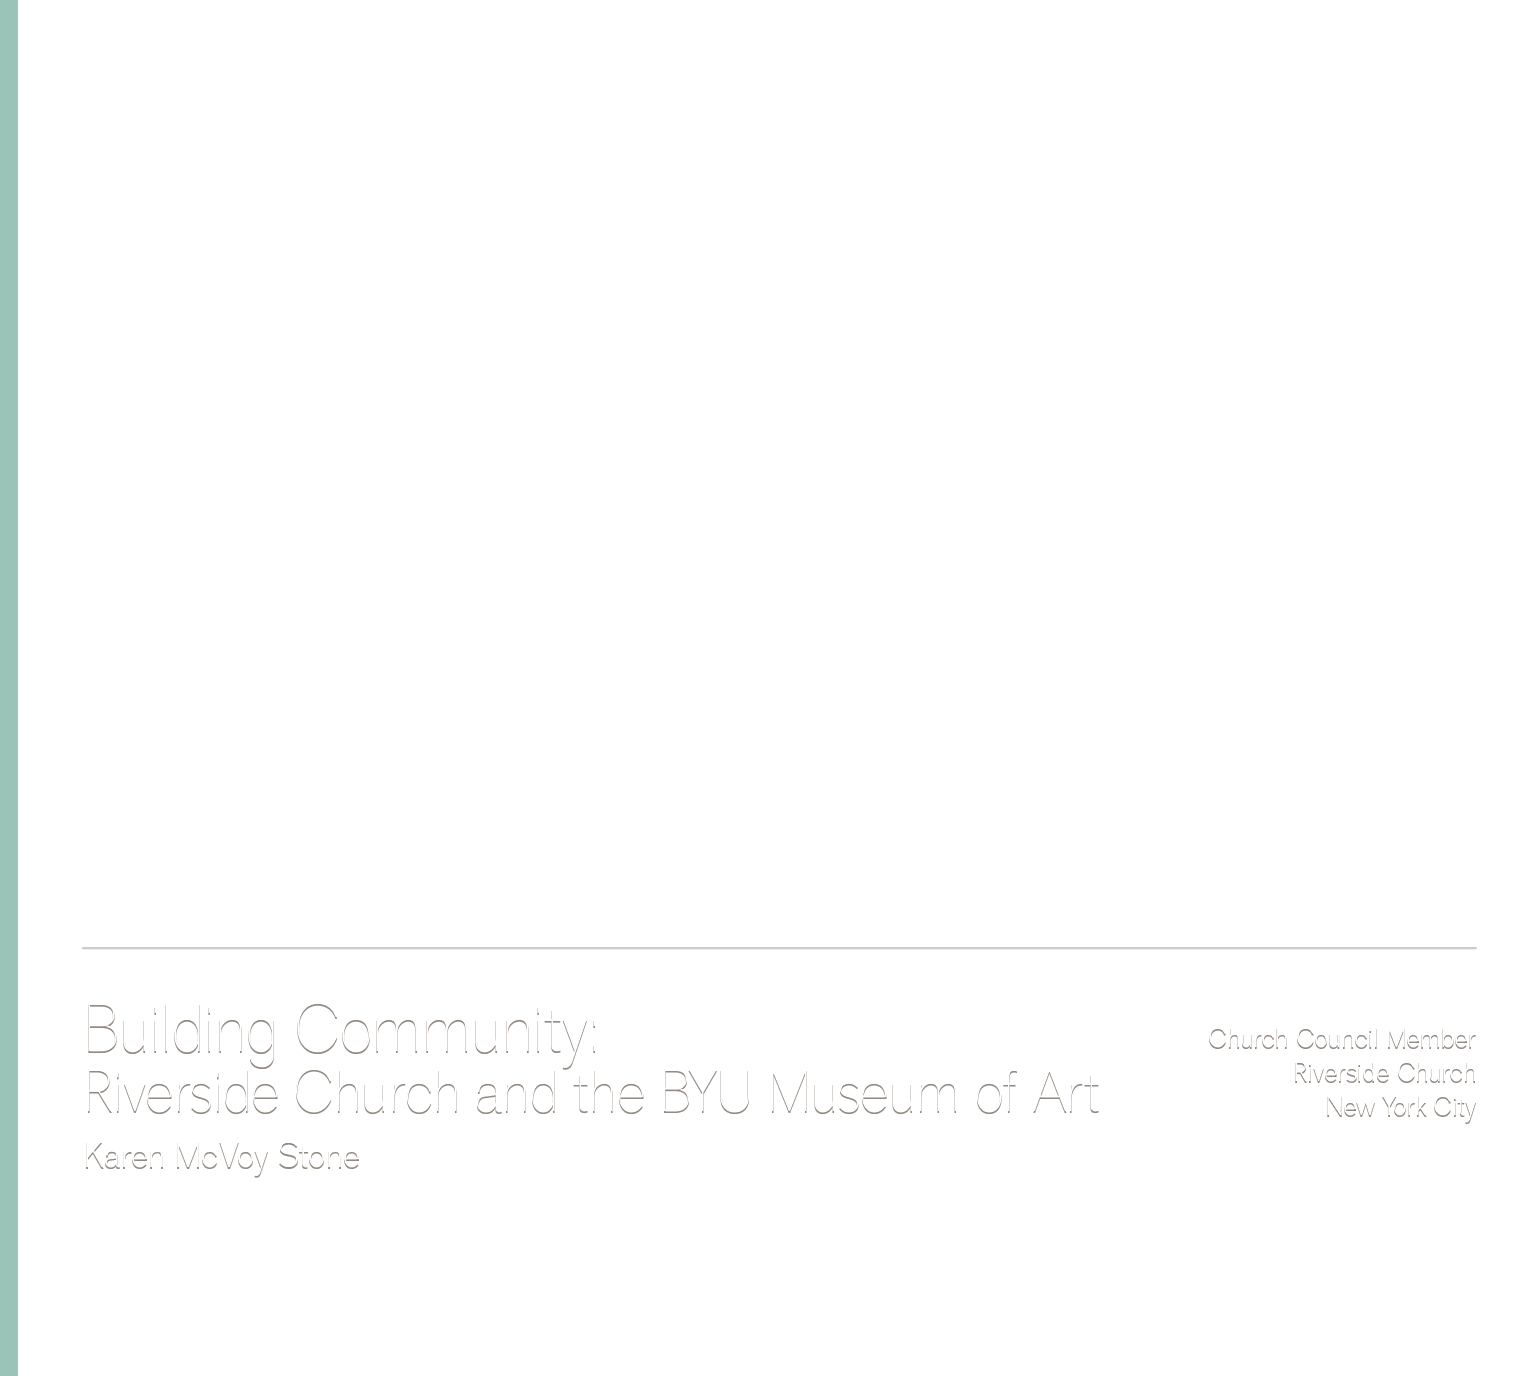 Building Community:
Riverside Church and the BYU Museum of Art
Karen McVoy Stone
Church Council Member
Riverside Church
New York City